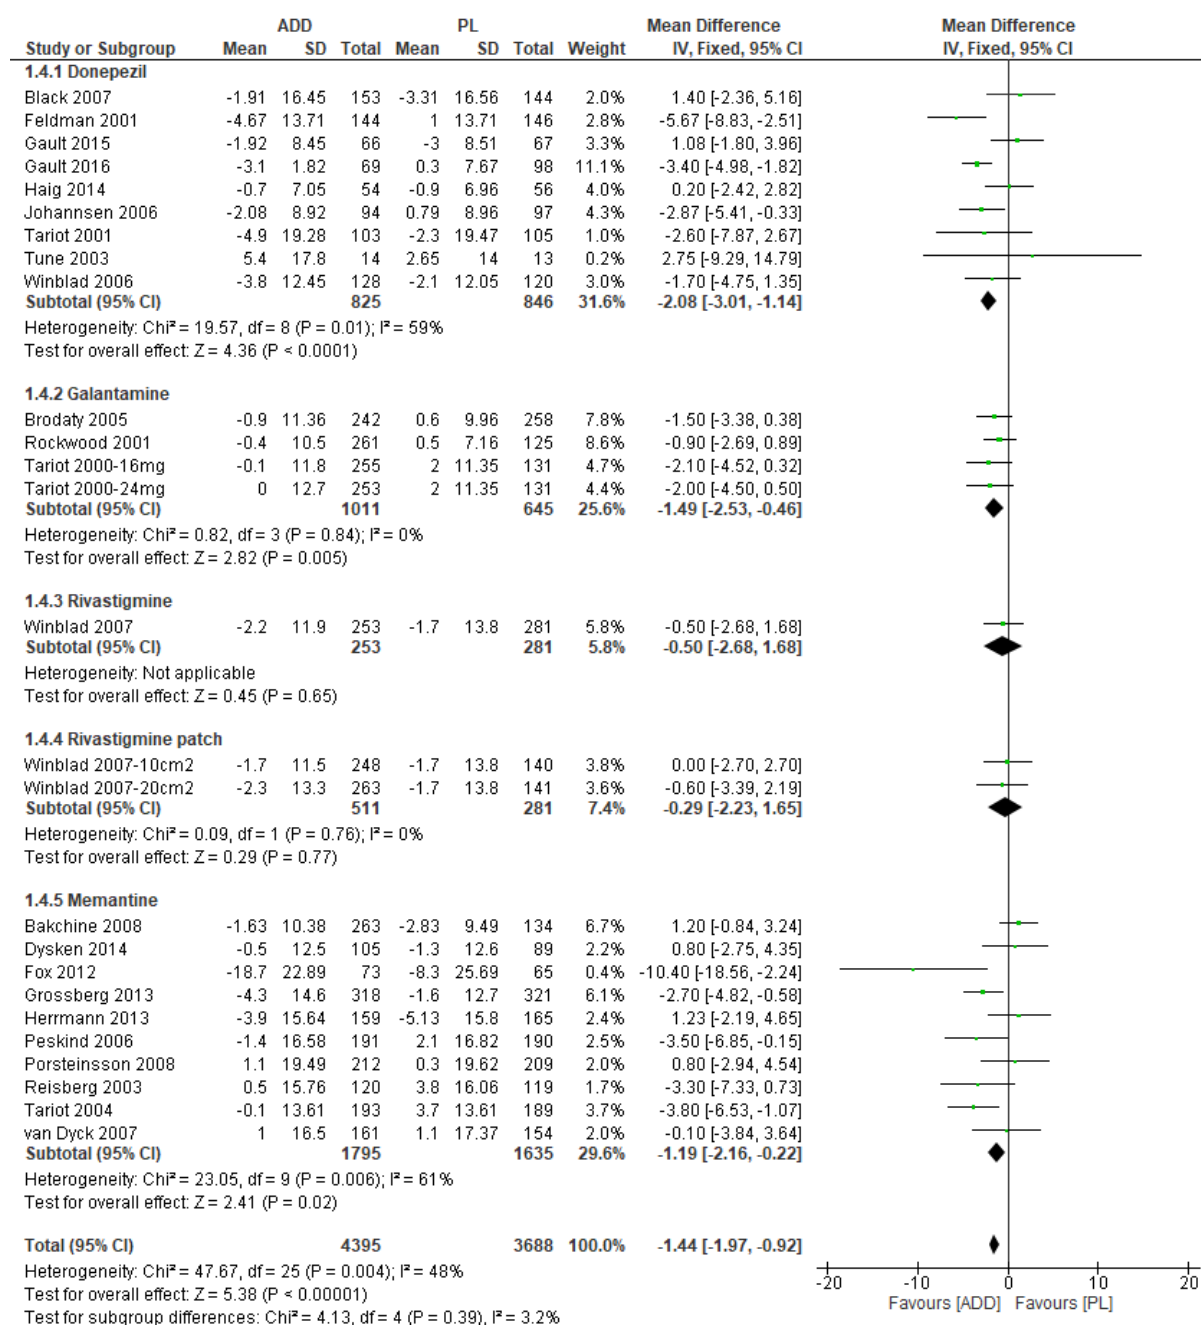 ADD PL Mean Difference Mean Difference
Study or Subgroup Mean SD Total Mean SD Total Weight IV, Fixed, 95% CI IV, Fixed, 95% CI
1.4.1 Donepezil
Black 2007 -1.91 16.45 153 -3.31 16.56 144 2.0% 1.40 [-2.36, 5.16]
Feldman 2001 -4.67 13.71 144 1 13.71 146 2.8% -5.67 [-8.83, -2.51]
Gault 2015 -1.92 8.45 66 -3 8.51 67 3.3% 1.08 [-1.80, 3.96]
Gault 2016 -3.1 1.82 69 0.3 7.67 98 11.1% -3.40 [-4.98, -1.82]
Haig 2014 -0.7 7.05 54 -0.9 6.96 56 4.0% 0.20 [-2.42, 2.82]
Johannsen 2006 -2.08 8.92 94 0.79 8.96 97 4.3% -2.87 [-5.41, -0.33]
Tariot 2001 -4.9 19.28 103 -2.3 19.47 105 1.0% -2.60 [-7.87, 2.67]
Tune 2003 5.4 17.8 14 2.65 14 13 0.2% 2.75 [-9.29, 14.79]
Winblad 2006 -3.8 12.45 128 -2.1 12.05 120 3.0% -1.70 [-4.75, 1.35]
Subtotal (95% CI) 825 846 31.6% -2.08 [-3.01, -1.14]
Heterogeneity: Chi² = 19.57, df = 8 (P = 0.01); I² = 59%
Test for overall effect: Z = 4.36 (P < 0.0001)
1.4.2 Galantamine
Brodaty 2005 -0.9 11.36 242 0.6 9.96 258 7.8% -1.50 [-3.38, 0.38]
Rockwood 2001 -0.4 10.5 261 0.5 7.16 125 8.6% -0.90 [-2.69, 0.89]
Tariot 2000-16mg -0.1 11.8 255 2 11.35 131 4.7% -2.10 [-4.52, 0.32]
Tariot 2000-24mg 0 12.7 253 2 11.35 131 4.4% -2.00 [-4.50, 0.50]
Subtotal (95% CI) 1011 645 25.6% -1.49 [-2.53, -0.46]
Heterogeneity: Chi² = 0.82, df = 3 (P = 0.84); I² = 0%
Test for overall effect: Z = 2.82 (P = 0.005)
1.4.3 Rivastigmine
Winblad 2007 -2.2 11.9 253 -1.7 13.8 281 5.8% -0.50 [-2.68, 1.68]
Subtotal (95% CI) 253 281 5.8% -0.50 [-2.68, 1.68]
Heterogeneity: Not applicable
Test for overall effect: Z = 0.45 (P = 0.65)
1.4.4 Rivastigmine patch
Winblad 2007-10cm2 -1.7 11.5 248 -1.7 13.8 140 3.8% 0.00 [-2.70, 2.70]
Winblad 2007-20cm2 -2.3 13.3 263 -1.7 13.8 141 3.6% -0.60 [-3.39, 2.19]
Subtotal (95% CI) 511 281 7.4% -0.29 [-2.23, 1.65]
Heterogeneity: Chi² = 0.09, df = 1 (P = 0.76); I² = 0%
Test for overall effect: Z = 0.29 (P = 0.77)
1.4.5 Memantine
Bakchine 2008 -1.63 10.38 263 -2.83 9.49 134 6.7% 1.20 [-0.84, 3.24]
Dysken 2014 -0.5 12.5 105 -1.3 12.6 89 2.2% 0.80 [-2.75, 4.35]
Fox 2012 -18.7 22.89 73 -8.3 25.69 65 0.4% -10.40 [-18.56, -2.24]
Grossberg 2013 -4.3 14.6 318 -1.6 12.7 321 6.1% -2.70 [-4.82, -0.58]
Herrmann 2013 -3.9 15.64 159 -5.13 15.8 165 2.4% 1.23 [-2.19, 4.65]
Peskind 2006 -1.4 16.58 191 2.1 16.82 190 2.5% -3.50 [-6.85, -0.15]
Porsteinsson 2008 1.1 19.49 212 0.3 19.62 209 2.0% 0.80 [-2.94, 4.54]
Reisberg 2003 0.5 15.76 120 3.8 16.06 119 1.7% -3.30 [-7.33, 0.73]
Tariot 2004 -0.1 13.61 193 3.7 13.61 189 3.7% -3.80 [-6.53, -1.07]
van Dyck 2007 1 16.5 161 1.1 17.37 154 2.0% -0.10 [-3.84, 3.64]
Subtotal (95% CI) 1795 1635 29.6% -1.19 [-2.16, -0.22]
Heterogeneity: Chi² = 23.05, df = 9 (P = 0.006); I² = 61%
Test for overall effect: Z = 2.41 (P = 0.02)
Total (95% CI) 4395 3688 100.0% -1.44 [-1.97, -0.92]
Heterogeneity: Chi² = 47.67, df = 25 (P = 0.004); I² = 48%
Test for overall effect: Z = 5.38 (P < 0.00001)
Test for subgroup differences: Chi² = 4.13, df = 4 (P = 0.39), I² = 3.2%
-20 -10 0 10 20
Favours [ADD] Favours [PL]